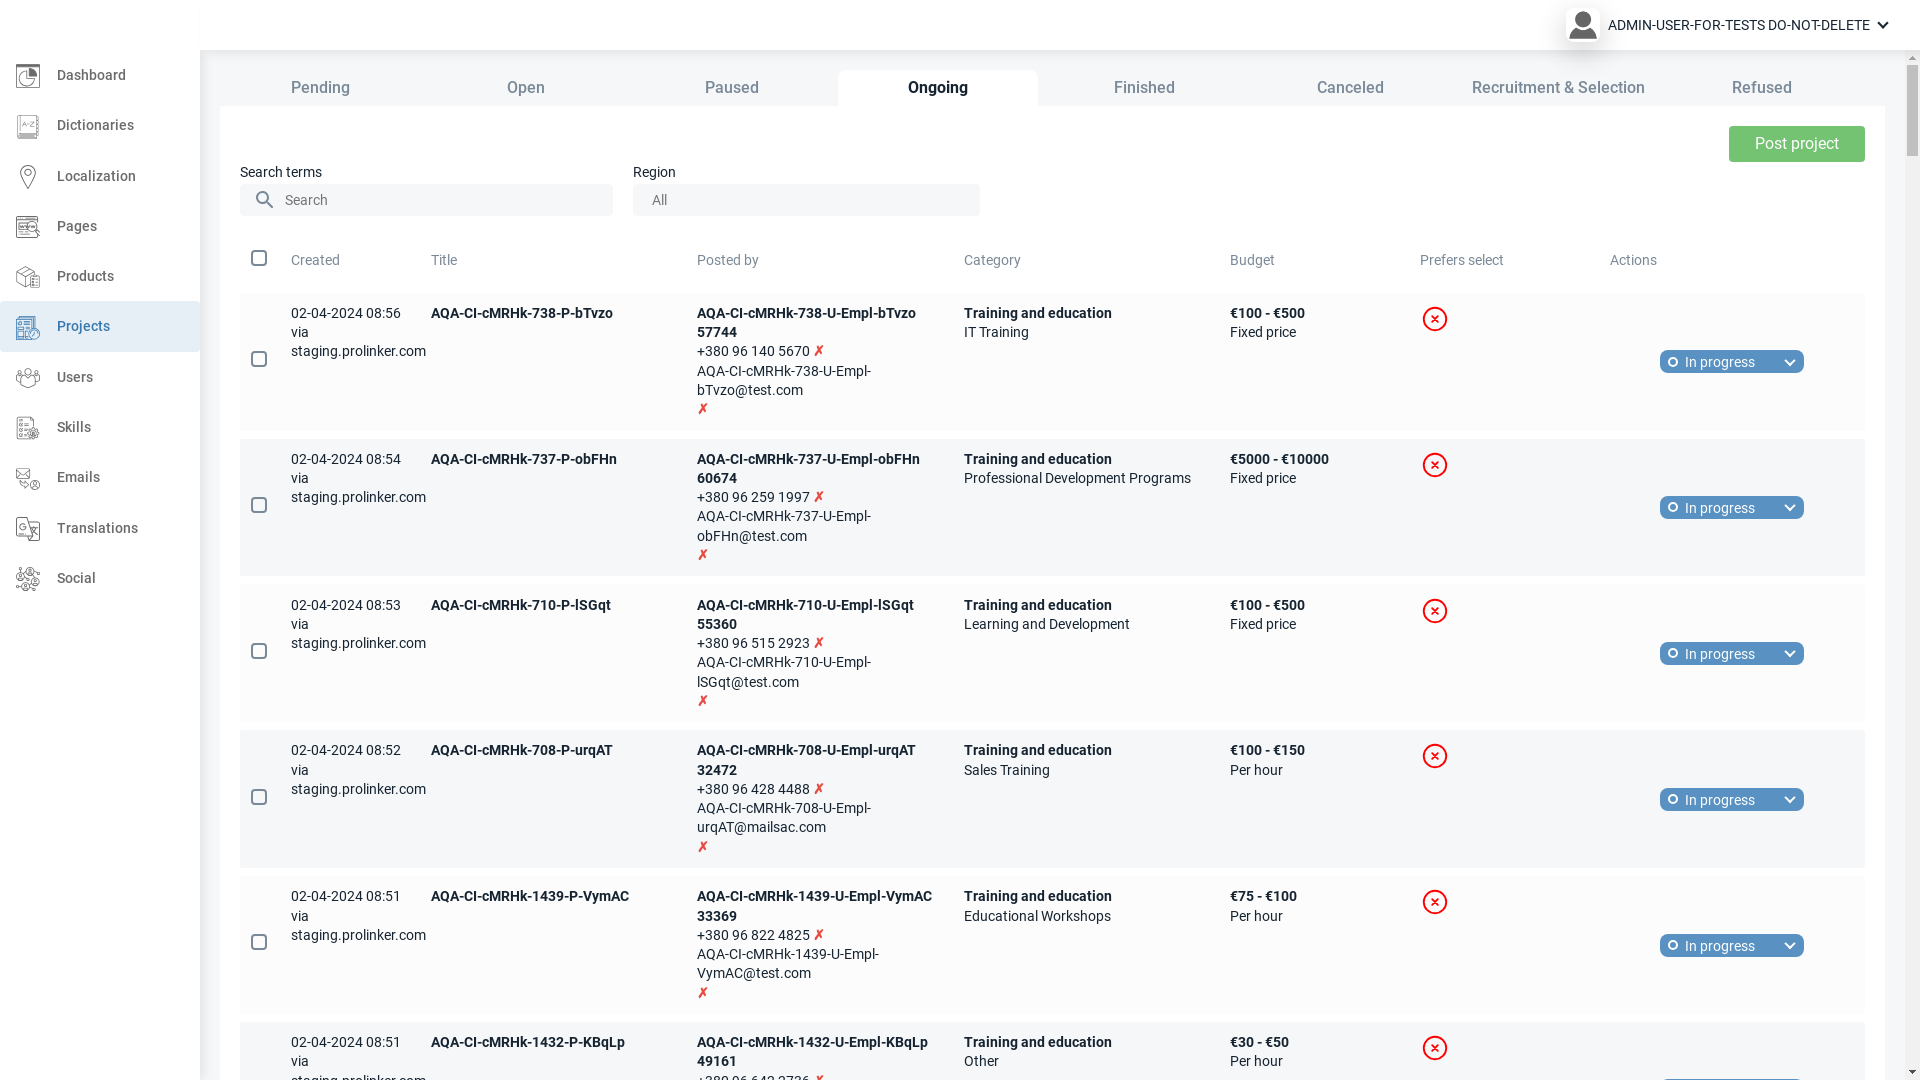 ADMIN-USER-FOR-TESTS DO-NOT-DELETE
Dashboard
Dictionaries
Localization
Pages
Products
Projects
Users
Skills
Emails
Translations
Social
Pending Open Paused Ongoing Finished Canceled Recruitment & Selection Refused
Post project
Search terms Region
Search All
Created Title Posted by Category Budget Prefers select Actions
02-04-2024 08:56 AQA-CI-cMRHk-738-P-bTvzo AQA-CI-cMRHk-738-U-Empl-bTvzo Training and education €100 - €500
via 57744 IT Training Fixed price
staging.prolinker.com +380 96 140 5670 ✗
AQA-CI-cMRHk-738-U-Empl- In progress
bTvzo@test.com
✗
02-04-2024 08:54 AQA-CI-cMRHk-737-P-obFHn AQA-CI-cMRHk-737-U-Empl-obFHn Training and education €5000 - €10000
via 60674 Professional Development Programs Fixed price
staging.prolinker.com +380 96 259 1997 ✗
AQA-CI-cMRHk-737-U-Empl- In progress
obFHn@test.com
✗
02-04-2024 08:53 AQA-CI-cMRHk-710-P-lSGqt AQA-CI-cMRHk-710-U-Empl-lSGqt Training and education €100 - €500
via 55360 Learning and Development Fixed price
staging.prolinker.com +380 96 515 2923 ✗
AQA-CI-cMRHk-710-U-Empl- In progress
lSGqt@test.com
✗
02-04-2024 08:52 AQA-CI-cMRHk-708-P-urqAT AQA-CI-cMRHk-708-U-Empl-urqAT Training and education €100 - €150
via 32472 Sales Training Per hour
staging.prolinker.com +380 96 428 4488 ✗
AQA-CI-cMRHk-708-U-Empl- In progress
urqAT@mailsac.com
✗
02-04-2024 08:51 AQA-CI-cMRHk-1439-P-VymAC AQA-CI-cMRHk-1439-U-Empl-VymAC Training and education €75 - €100
via 33369 Educational Workshops Per hour
staging.prolinker.com +380 96 822 4825 ✗
AQA-CI-cMRHk-1439-U-Empl- In progress
VymAC@test.com
✗
02-04-2024 08:51 AQA-CI-cMRHk-1432-P-KBqLp AQA-CI-cMRHk-1432-U-Empl-KBqLp Training and education €30 - €50
via 49161 Other Per hour